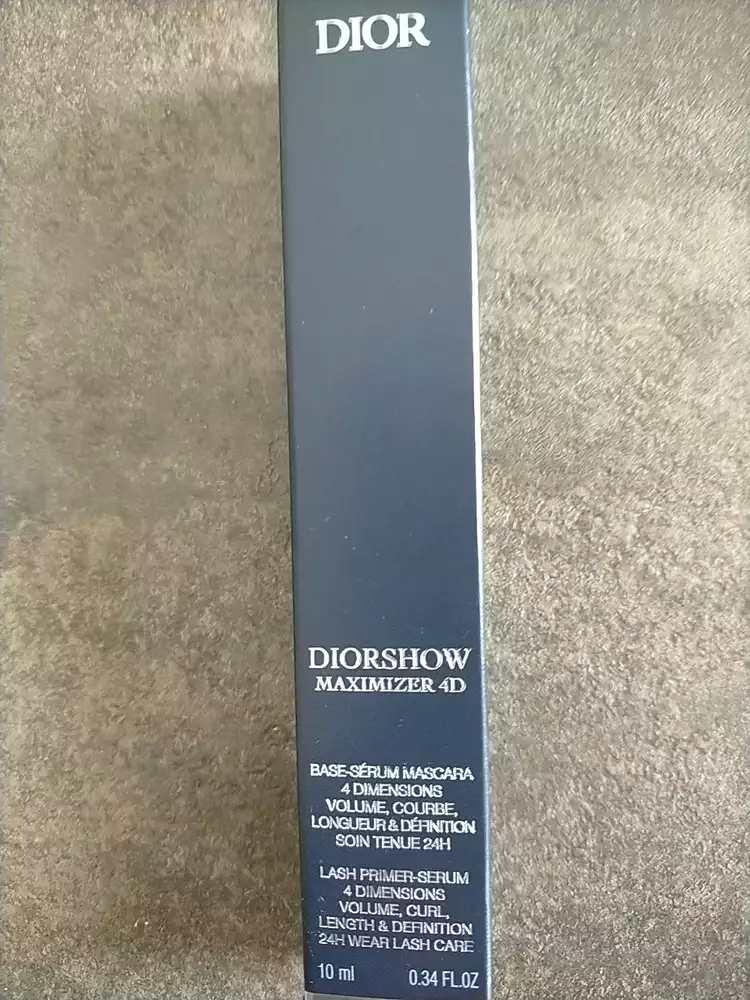 DIOR
DIORSHOW
MAXIMIZER 4D
BASE-SÉRUM MASCARA
4 DIMENSIONS
VOLUME, COURBE,
LONGUEUR & DÉFINITION
SOIN TENUE 24H
LASH PRIMER-SERUM
4 DIMENSIONS
VOLUME, CURL,
LENGTH & DEFINITION
24H WEAR LASH CARE
10 ml 0.34 FL.OZ